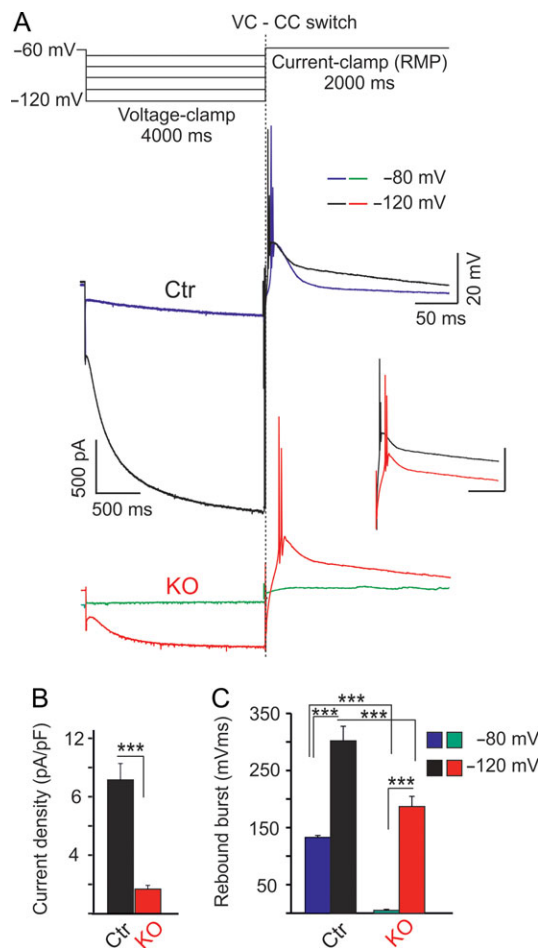 A
VC - CC switch
–60 mV
Current-clamp (RMP)
2000 ms
–120 mV
Voltage-clamp
4000 ms
–80 mV
–120 mV
Ctr
20 mV
50 ms
500 pA
500 ms
KO
B
C
Current density (pA/pF)
12
6
4
***
Ctr
KO
Rebound burst (mVms)
350
250
150
50
***
***
***
***
–80 mV
–120 mV
Ctr
KO